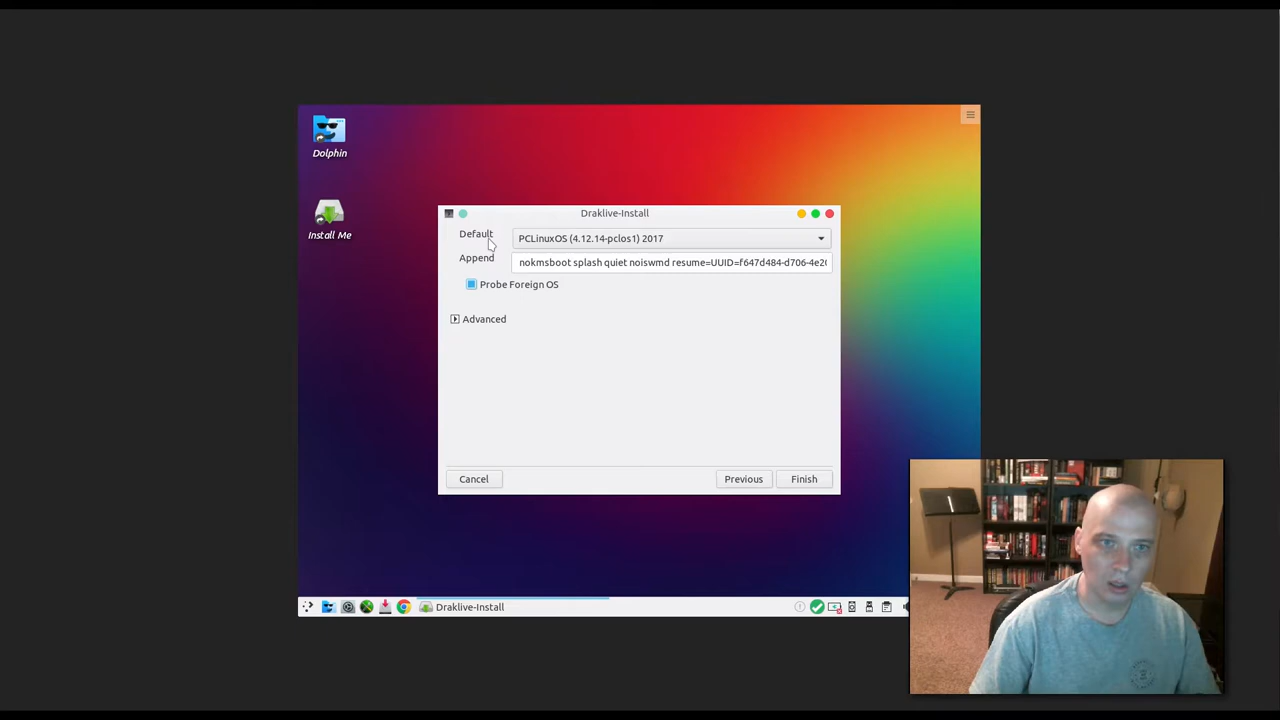 Dolphin
Install Me
Draklive-Install
Default
PCLinuxOS (4.12.14-pclos1) 2017
Append
nokmsboot splash quiet noiswmd resume=UUID=f647d484-d706-4e2
Probe Foreign OS
Advanced
Cancel
Previous
Finish
Draklive-Install